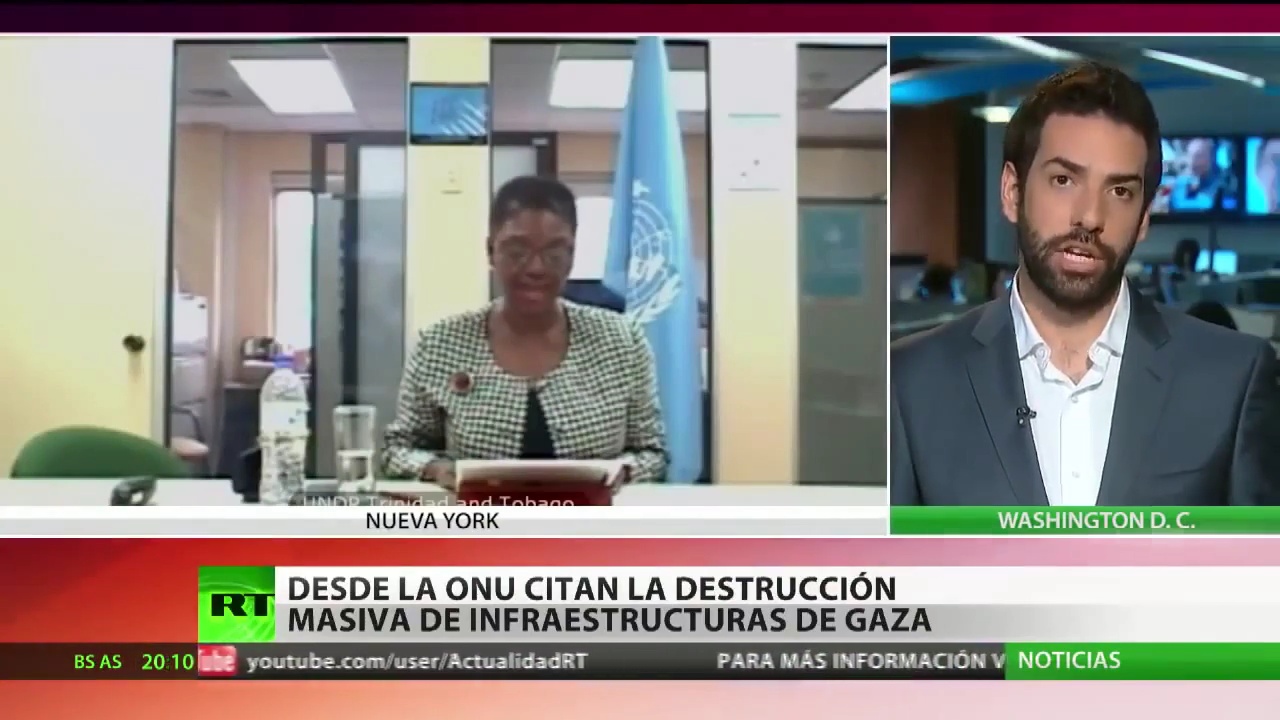 UNDP Trinidad and Tobago
NUEVA YORK
WASHINGTON D. C.
RT
DESDE LA ONU CITAN LA DESTRUCCIÓN
MASIVA DE INFRAESTRUCTURAS DE GAZA
BS AS 20:10
Tube youtube.com/user/ActualidadRT PARA MÁS INFORMACIÓN V
NOTICIAS